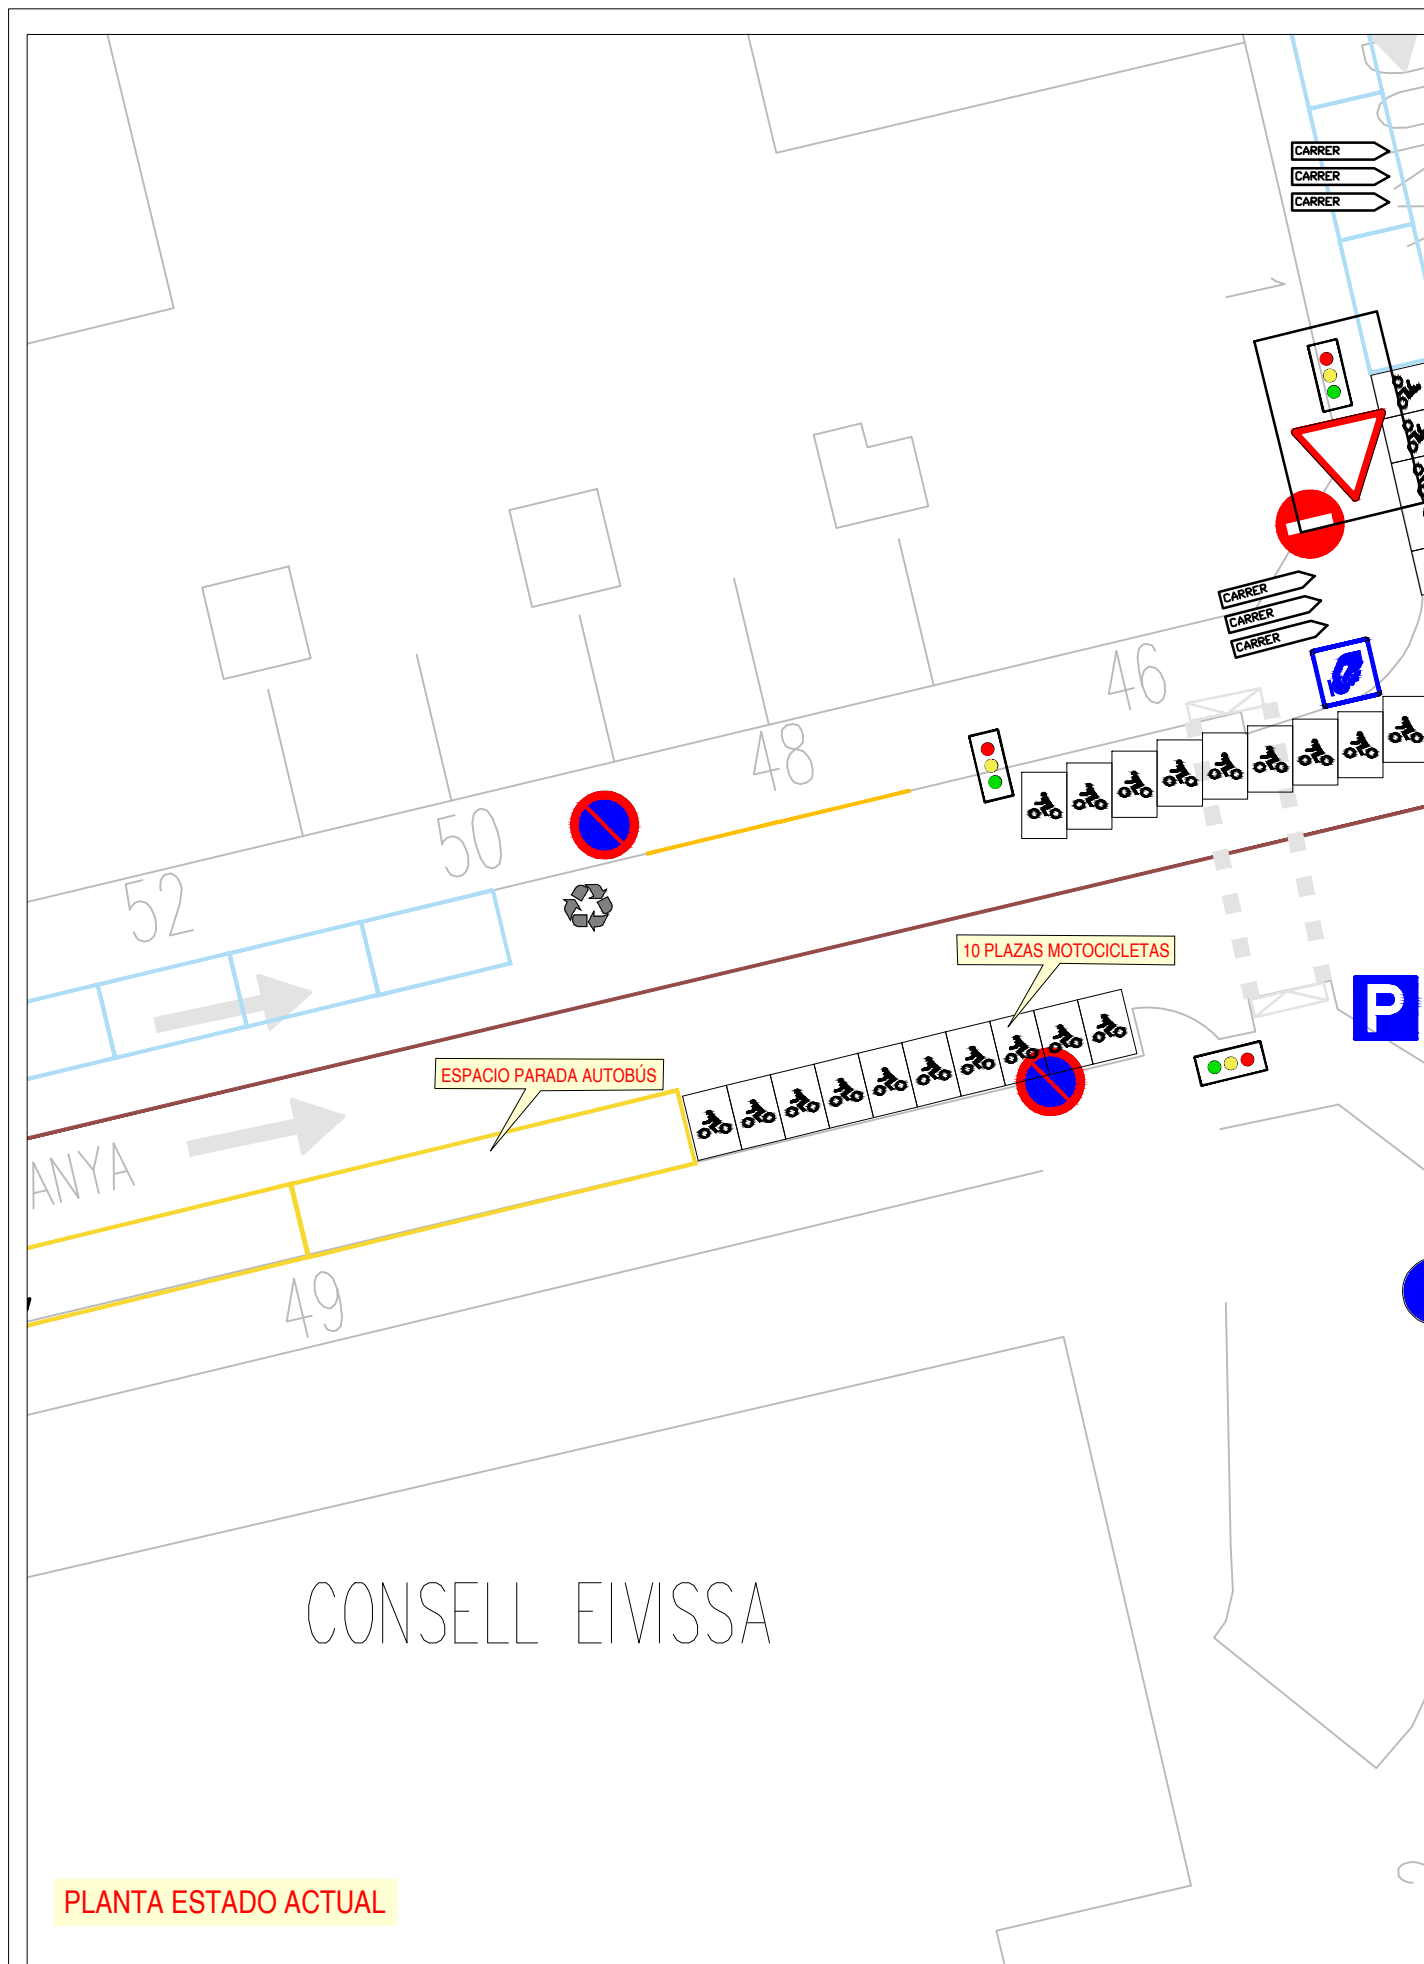 CARRER
CARRER
CARRER
1
CARRER
CARRER
CARRER
46
48
50
52
10 PLAZAS MOTOCICLETAS
P
ESPACIO PARADA AUTOBÚS
ANYA
49
CONSELL EIVISSA
PLANTA ESTADO ACTUAL